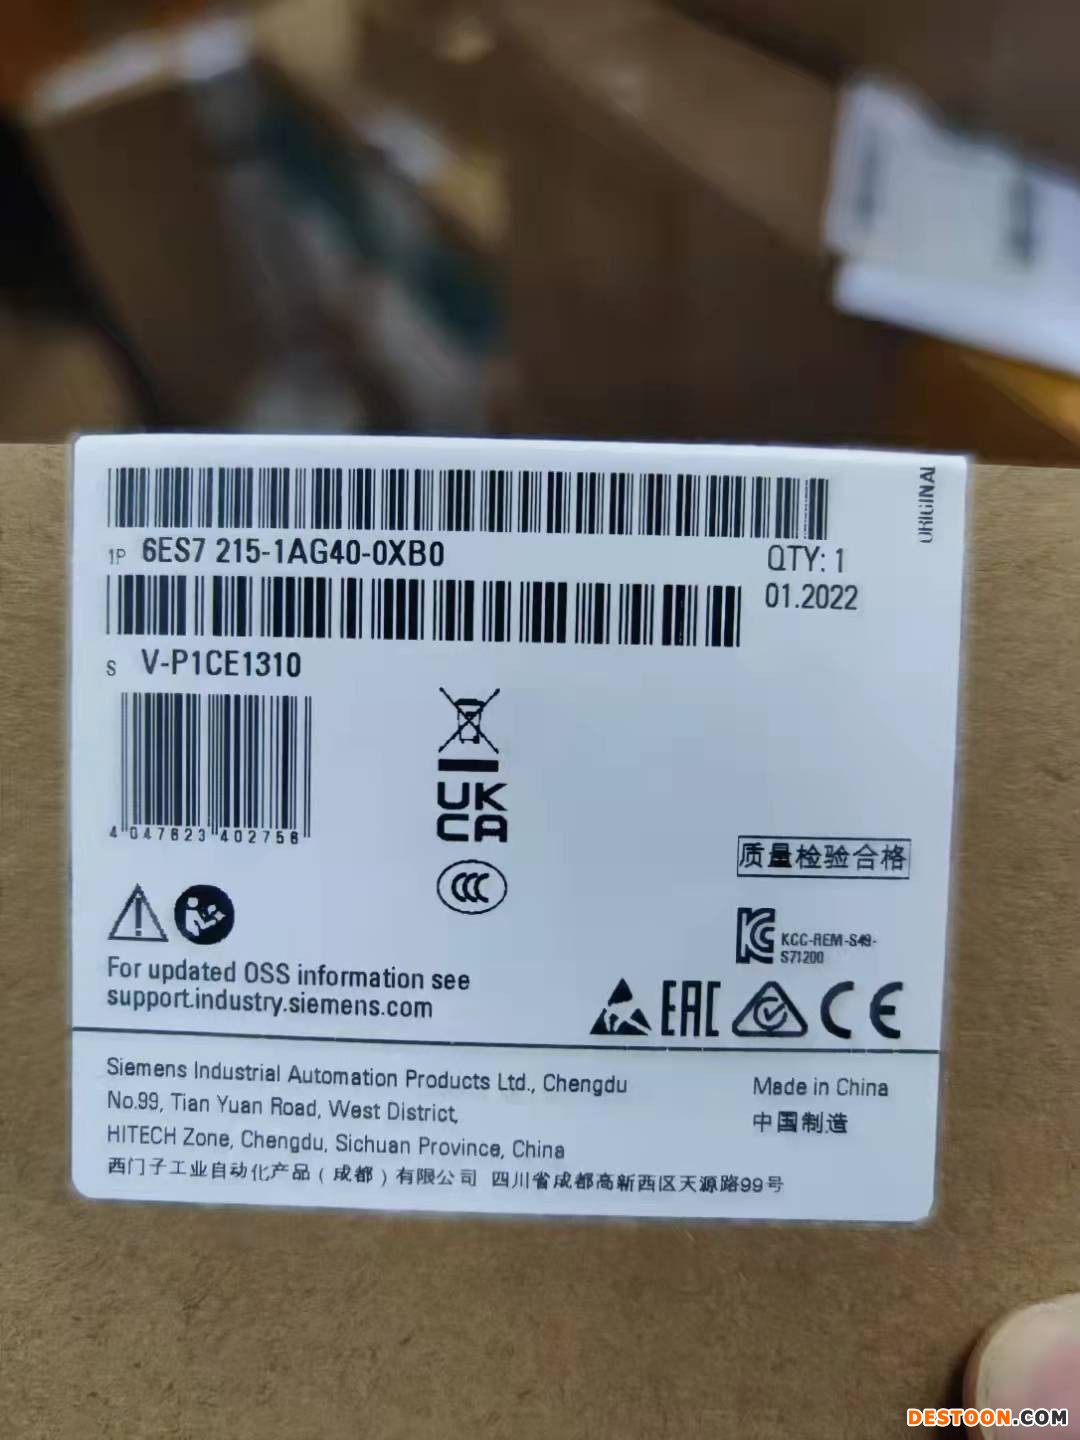 ORIGINAL
1P 6ES7 215-1AG40-0XB0
QTY: 1
01.2022
S V-P1CE1310
4 047623 402756
UK
CA
CCC
质量检验合格
KC
KCC-REM-S49-
S71200
For updated OSS information see
support.industry.siemens.com
EAC
CE
Siemens Industrial Automation Products Ltd., Chengdu
No.99, Tian Yuan Road, West District,
HITECH Zone, Chengdu, Sichuan Province, China
西门子工业自动化产品(成都)有限公司 四川省成都高新西区天源路99号
Made in China
中国制造
DESTOON.COM